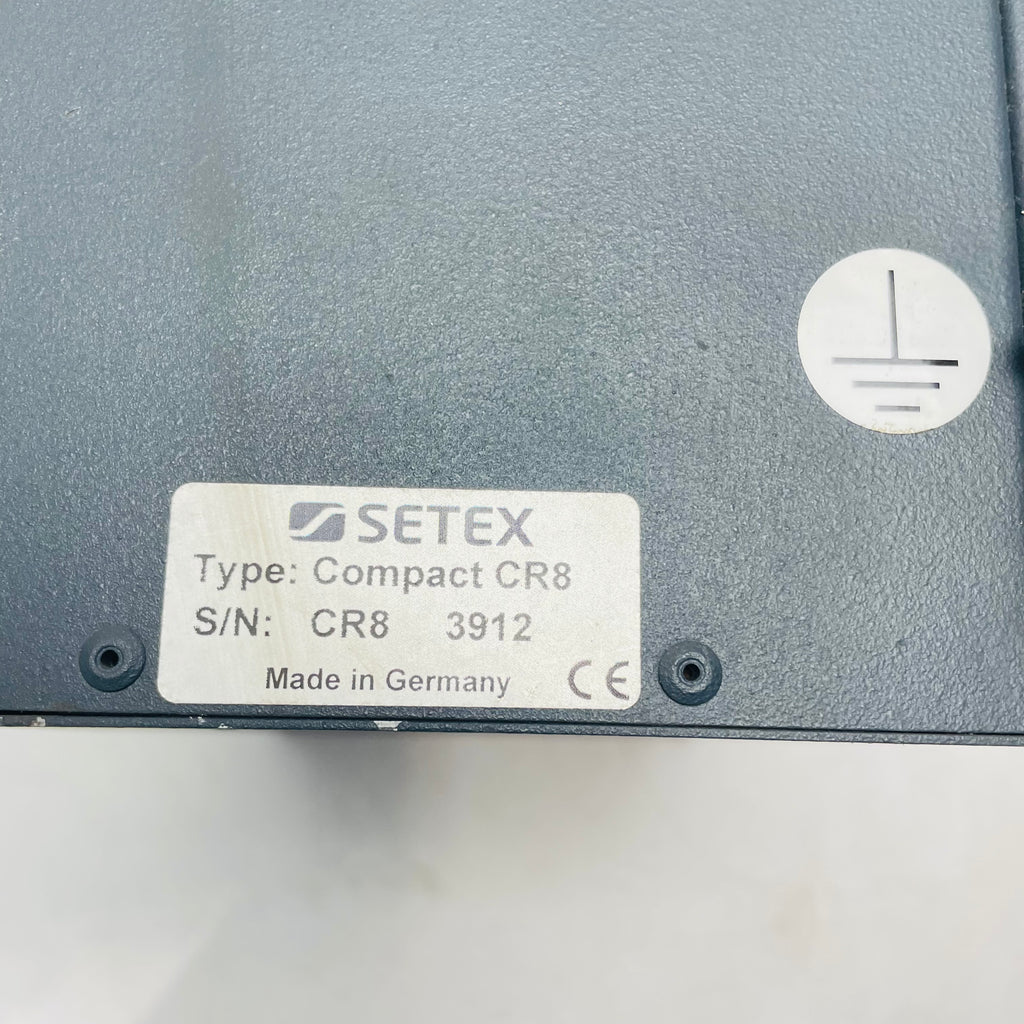 SETEX
Type: Compact CR8
S/N: CR8 3912
Made in Germany CE